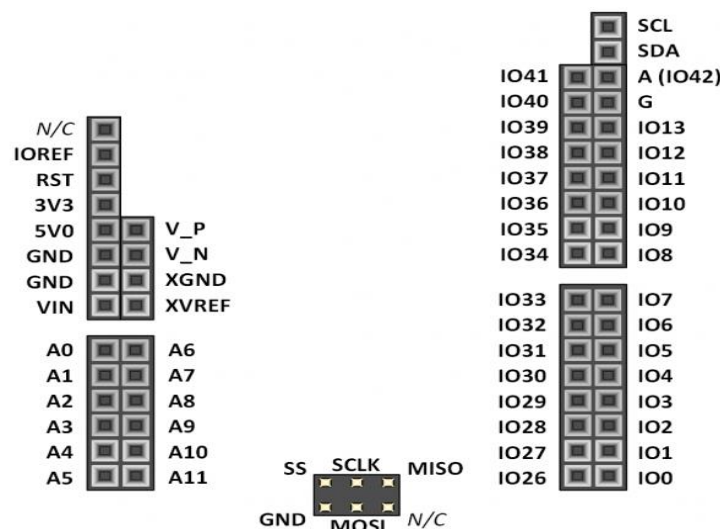 SCL
SDA
IO41 A (IO42)
IO40 G
IO39 IO13
IO38 IO12
IO37 IO11
IO36 IO10
IO35 IO9
IO34 IO8
N/C
IOREF
RST
3V3
5V0 V_P
GND V_N
GND XGND
VIN XVREF
IO33 IO7
IO32 IO6
IO31 IO5
IO30 IO4
IO29 IO3
IO28 IO2
IO27 IO1
IO26 IO0
A0 A6
A1 A7
A2 A8
A3 A9
A4 A10
A5 A11
SS SCLK MISO
GND MOSI N/C